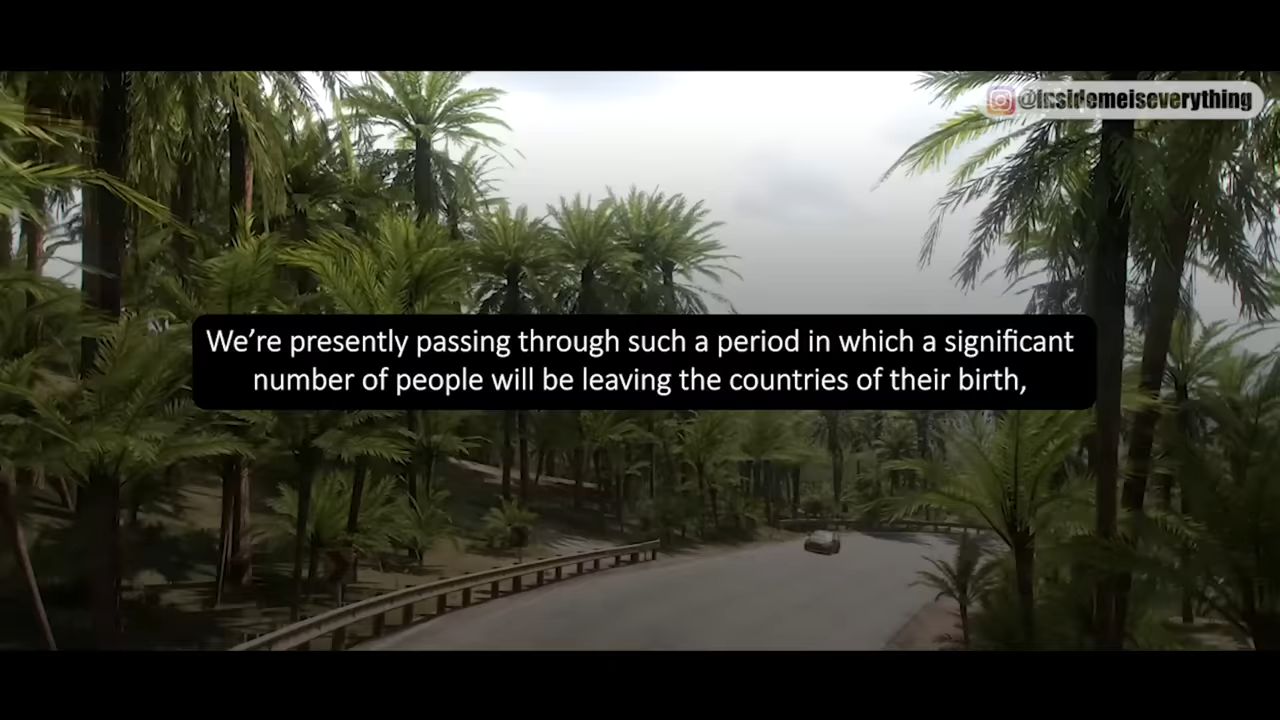 @insidemeiseverything
We're presently passing through such a period in which a significant
number of people will be leaving the countries of their birth,